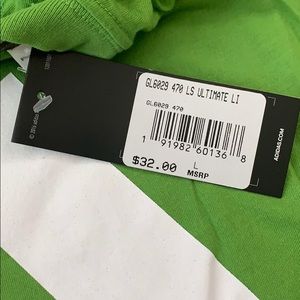 GL6029 470 LS ULTIMATE LI
GL6029 470
1 91982 60136 8
$32.00
L
MSRP
ADIDAS.COM